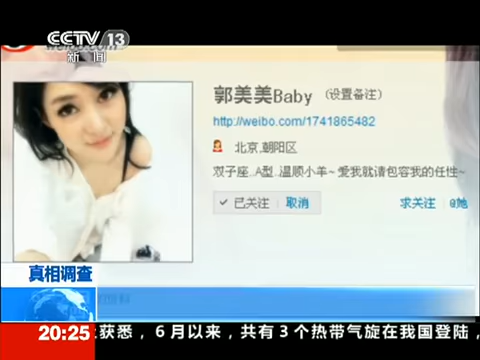 CCTV 13
新闻
weibo.com
郭美美Baby (设置备注)
http://weibo.com/1741865482
北京,朝阳区
双子座..A型..温顺小羊~ 爱我就请包容我的任性~
已关注 | 取消
求关注 | @她
真相调查
20:25
获悉，6月以来，共有3个热带气旋在我国登陆，